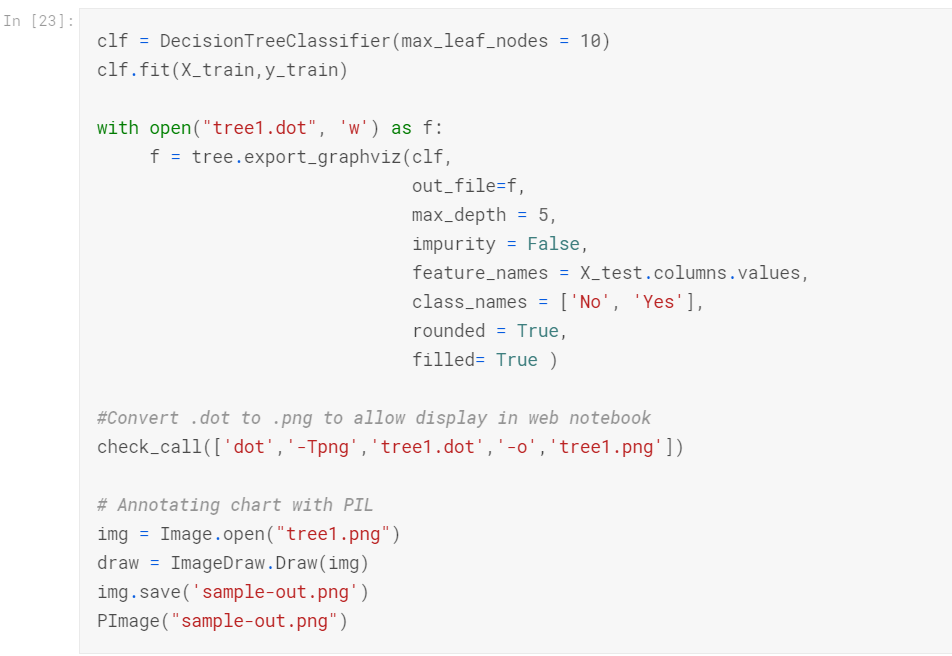 In [23]:
clf = DecisionTreeClassifier(max_leaf_nodes = 10)
clf.fit(X_train,y_train)
with open("tree1.dot", 'w') as f:
f = tree.export_graphviz(clf,
out_file=f,
max_depth = 5,
impurity = False,
feature_names = X_test.columns.values,
class_names = ['No', 'Yes'],
rounded = True,
filled= True )
#Convert .dot to .png to allow display in web notebook
check_call(['dot','-Tpng','tree1.dot','-o','tree1.png'])
# Annotating chart with PIL
img = Image.open("tree1.png")
draw = ImageDraw.Draw(img)
img.save('sample-out.png')
PImage("sample-out.png")